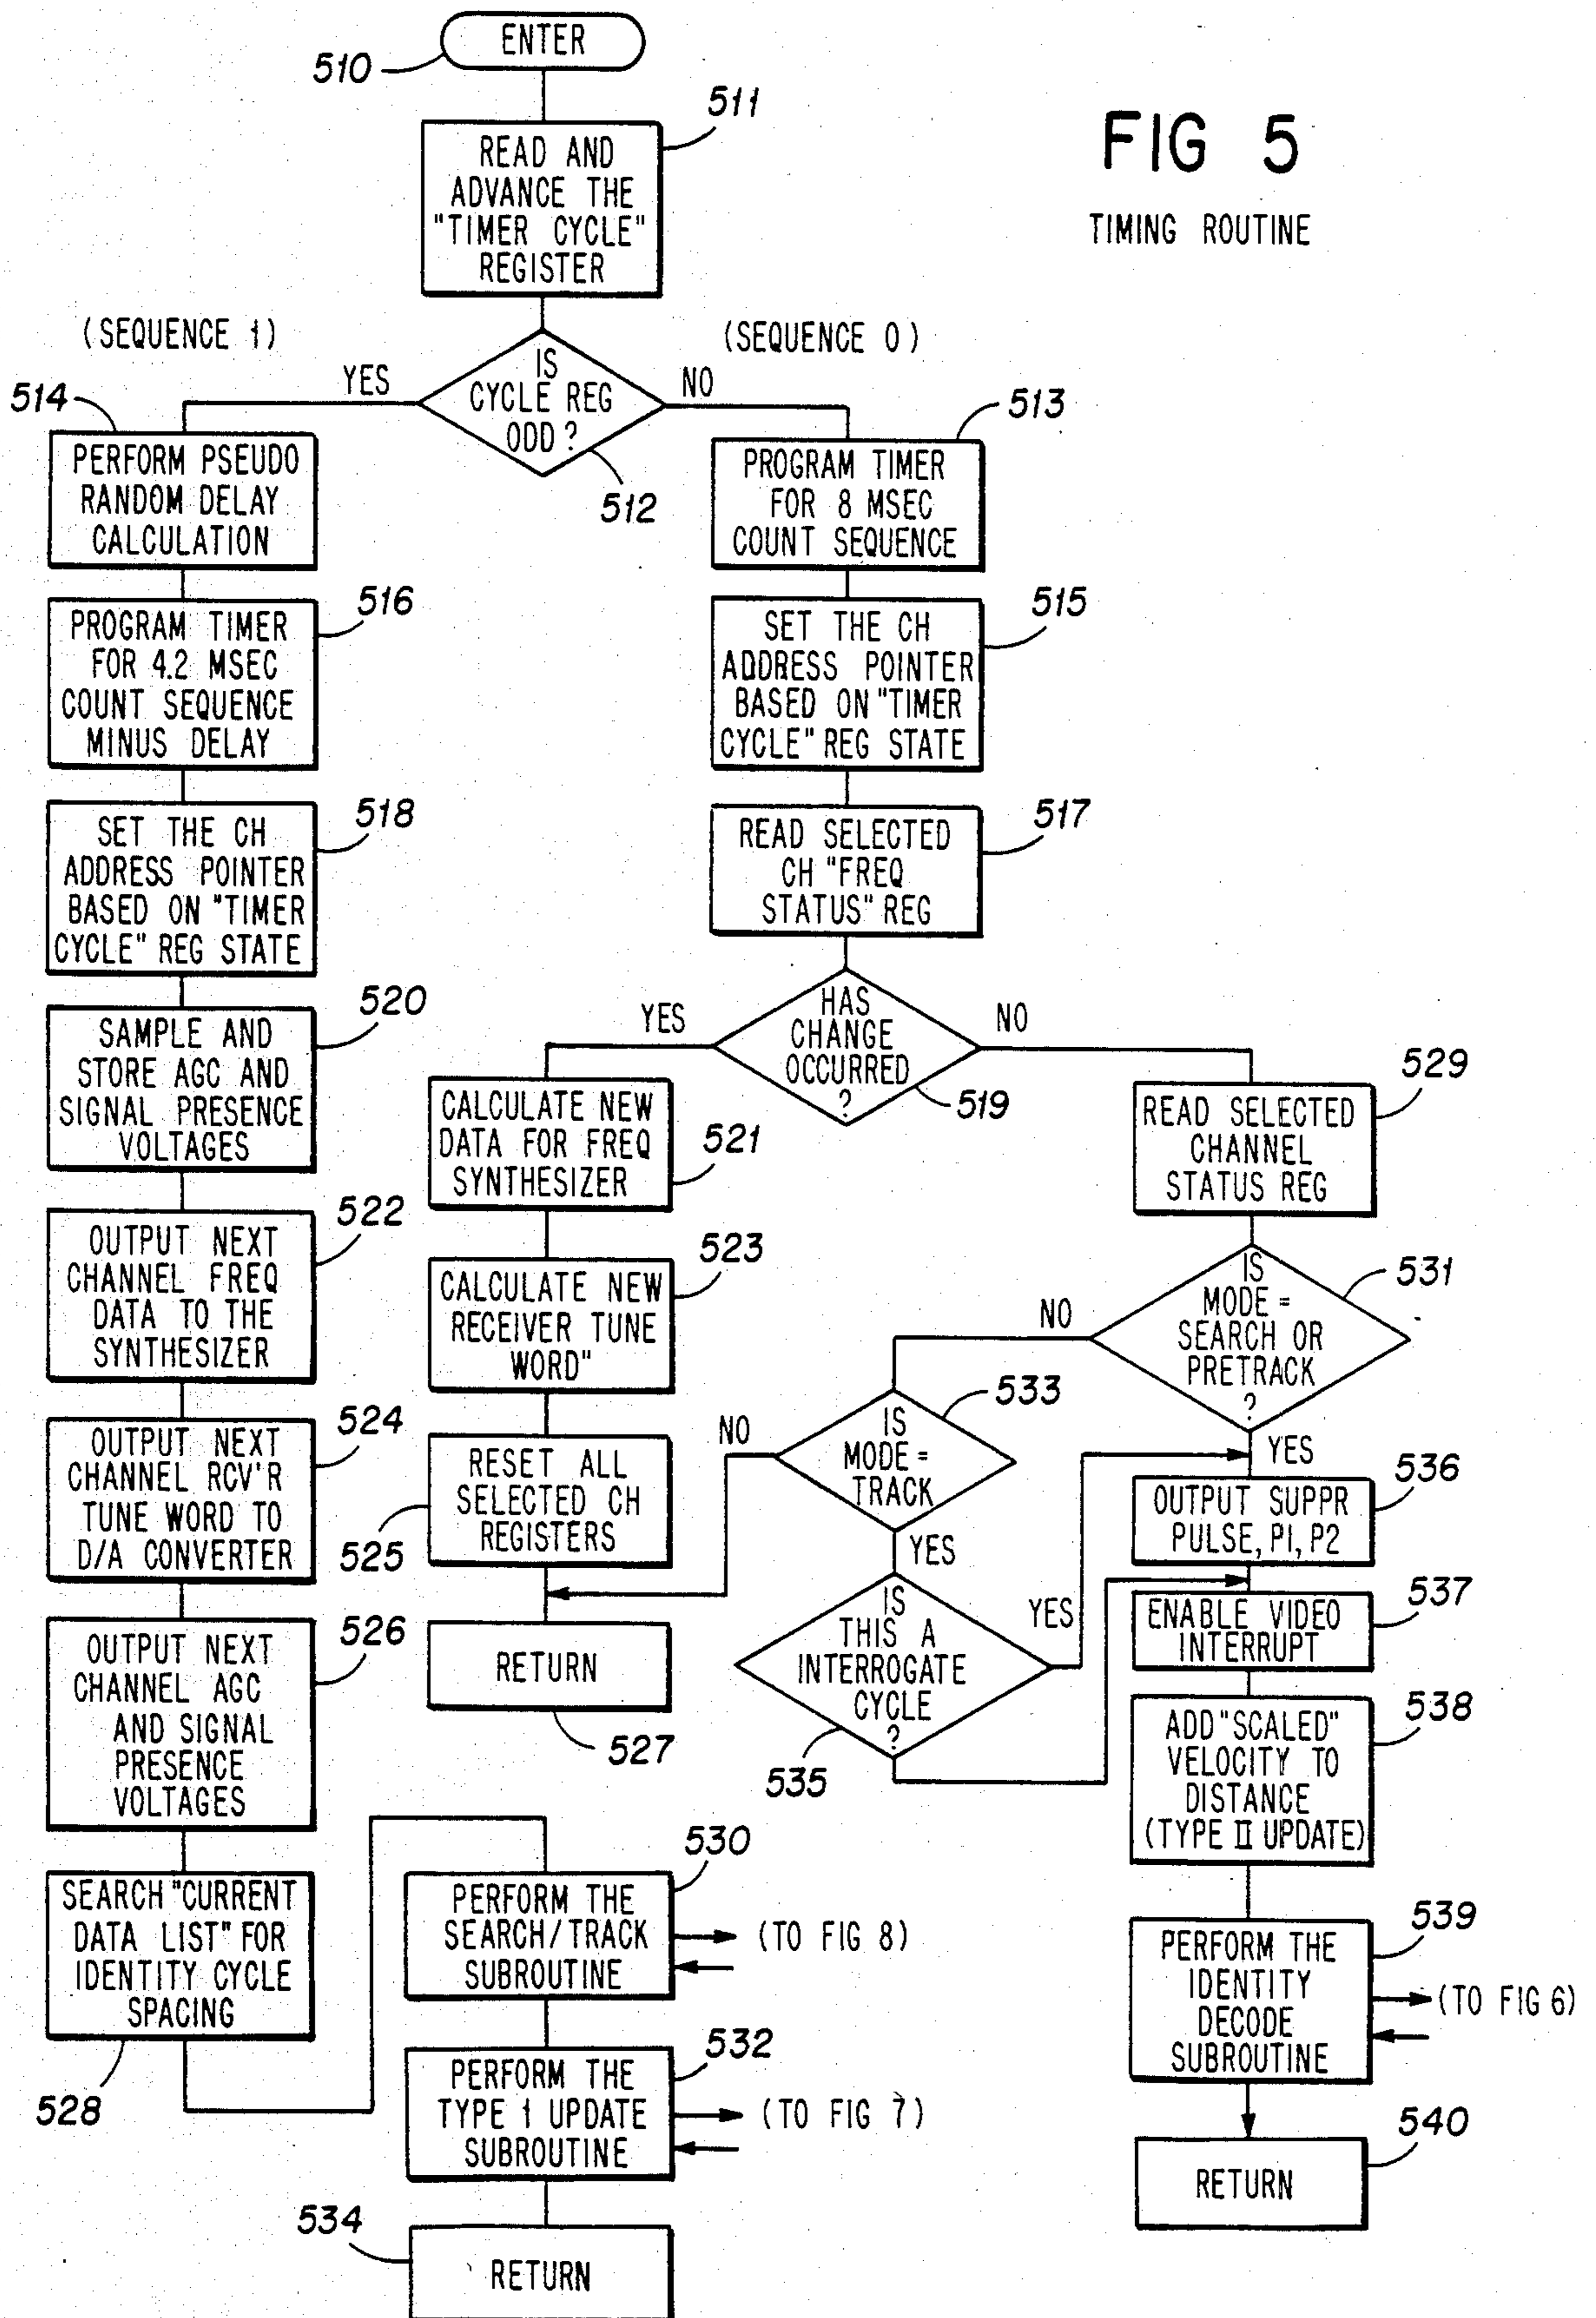 ENTER
510
511
FIG 5
TIMING ROUTINE
READ AND
ADVANCE THE
"TIMER CYCLE"
REGISTER
(SEQUENCE 1)
(SEQUENCE 0)
IS
CYCLE REG
ODD ?
YES
NO
512
514
PERFORM PSEUDO
RANDOM DELAY
CALCULATION
516
PROGRAM TIMER
FOR 4.2 MSEC
COUNT SEQUENCE
MINUS DELAY
518
SET THE CH
ADDRESS POINTER
BASED ON "TIMER
CYCLE" REG STATE
520
SAMPLE AND
STORE AGC AND
SIGNAL PRESENCE
VOLTAGES
522
OUTPUT NEXT
CHANNEL FREQ
DATA TO THE
SYNTHESIZER
524
OUTPUT NEXT
CHANNEL RCV'R
TUNE WORD TO
D/A CONVERTER
526
OUTPUT NEXT
CHANNEL AGC
AND SIGNAL
PRESENCE
VOLTAGES
SEARCH "CURRENT
DATA LIST" FOR
IDENTITY CYCLE
SPACING
528
530
PERFORM THE
SEARCH/TRACK
SUBROUTINE
(TO FIG 8)
532
PERFORM THE
TYPE 1 UPDATE
SUBROUTINE
(TO FIG 7)
534
RETURN
513
PROGRAM TIMER
FOR 8 MSEC
COUNT SEQUENCE
515
SET THE CH
ADDRESS POINTER
BASED ON "TIMER
CYCLE" REG STATE
517
READ SELECTED
CH "FREQ
STATUS" REG
HAS
CHANGE
OCCURRED
?
YES
NO
519
CALCULATE NEW
DATA FOR FREQ
SYNTHESIZER
521
523
CALCULATE NEW
RECEIVER TUNE
WORD"
RESET ALL
SELECTED CH
REGISTERS
525
RETURN
527
529
READ SELECTED
CHANNEL
STATUS REG
IS
MODE =
SEARCH OR
PRETRACK
?
531
NO
YES
533
IS
MODE =
TRACK
NO
YES
IS
THIS A
INTERROGATE
CYCLE
?
YES
535
536
OUTPUT SUPPR
PULSE, P1, P2
537
ENABLE VIDEO
INTERRUPT
538
ADD "SCALED"
VELOCITY TO
DISTANCE
(TYPE II UPDATE)
539
PERFORM THE
IDENTITY
DECODE
SUBROUTINE
(TO FIG 6)
540
RETURN